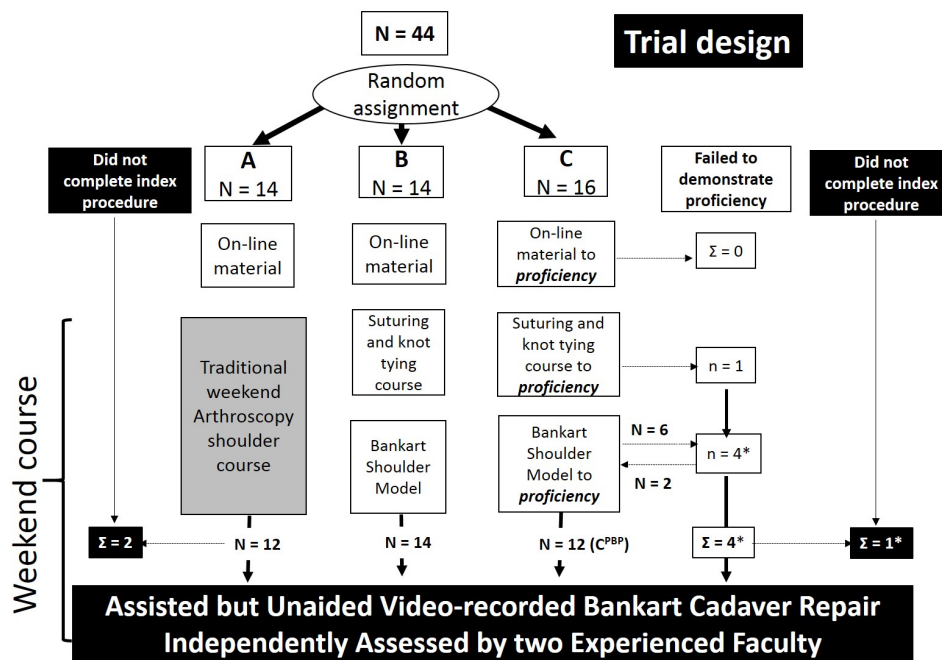 N = 44
Trial design
Random
assignment
Did not
complete index
procedure
A
N = 14
B
N = 14
C
N = 16
Failed to
demonstrate
proficiency
Did not
complete index
procedure
On-line
material
On-line
material
On-line
material to
proficiency
Σ = 0
Weekend course
Traditional
weekend
Arthroscopy
shoulder
course
Suturing
and knot
tying
course
Suturing and
knot tying
course to
proficiency
n = 1
Bankart
Shoulder
Model
Bankart
Shoulder
Model to
proficiency
N = 6
N = 2
n = 4*
Σ = 2
N = 12
N = 14
N = 12 (Cᴾᴮᴾ)
Σ = 4*
Σ = 1*
Assisted but Unaided Video-recorded Bankart Cadaver Repair
Independently Assessed by two Experienced Faculty